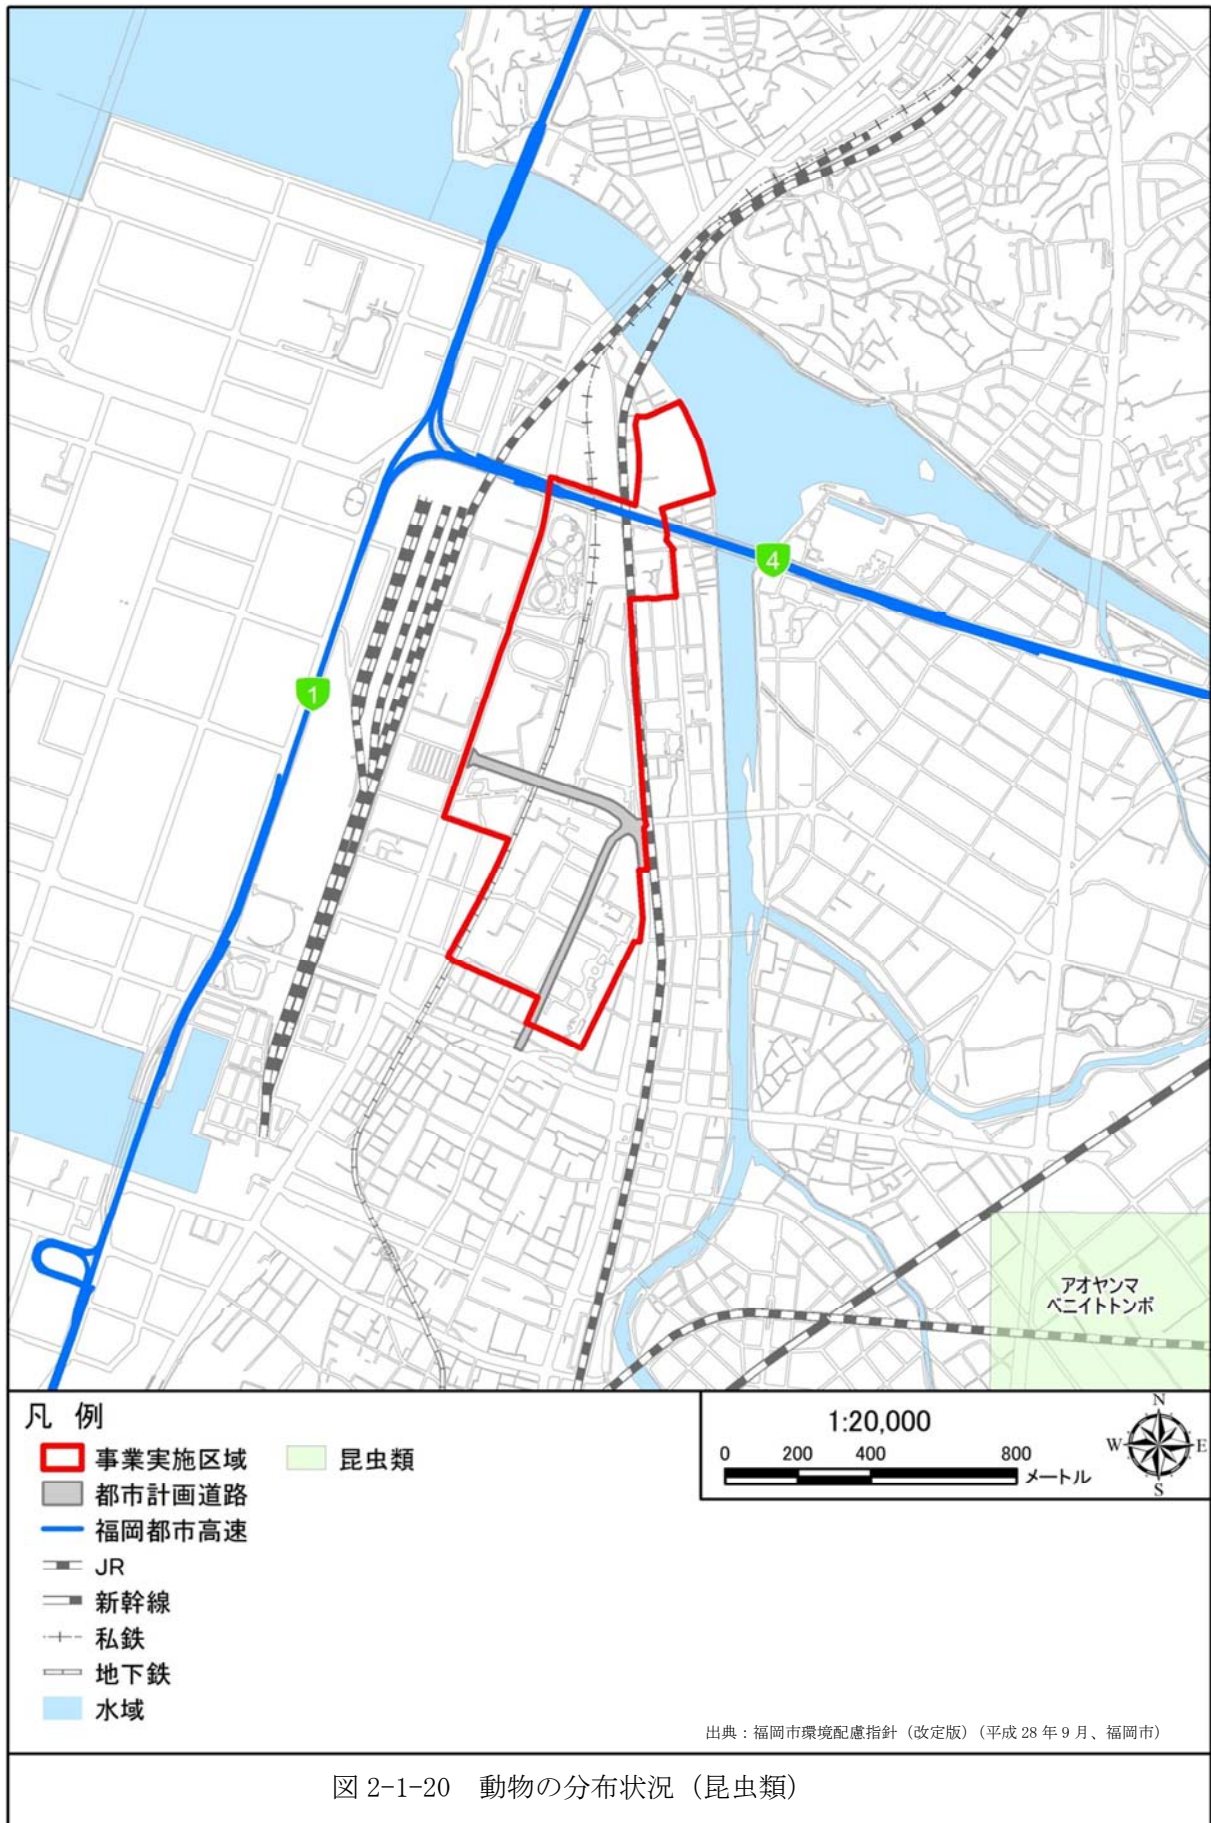 4
1
アオヤンマ
ベニイトトンボ
凡 例
事業実施区域
昆虫類
都市計画道路
福岡都市高速
JR
新幹線
私鉄
地下鉄
水域
1:20,000
0 200 400 800
メートル
N
W E
S
出典：福岡市環境配慮指針（改定版）（平成 28 年 9 月、福岡市）
図 2-1-20 動物の分布状況（昆虫類）